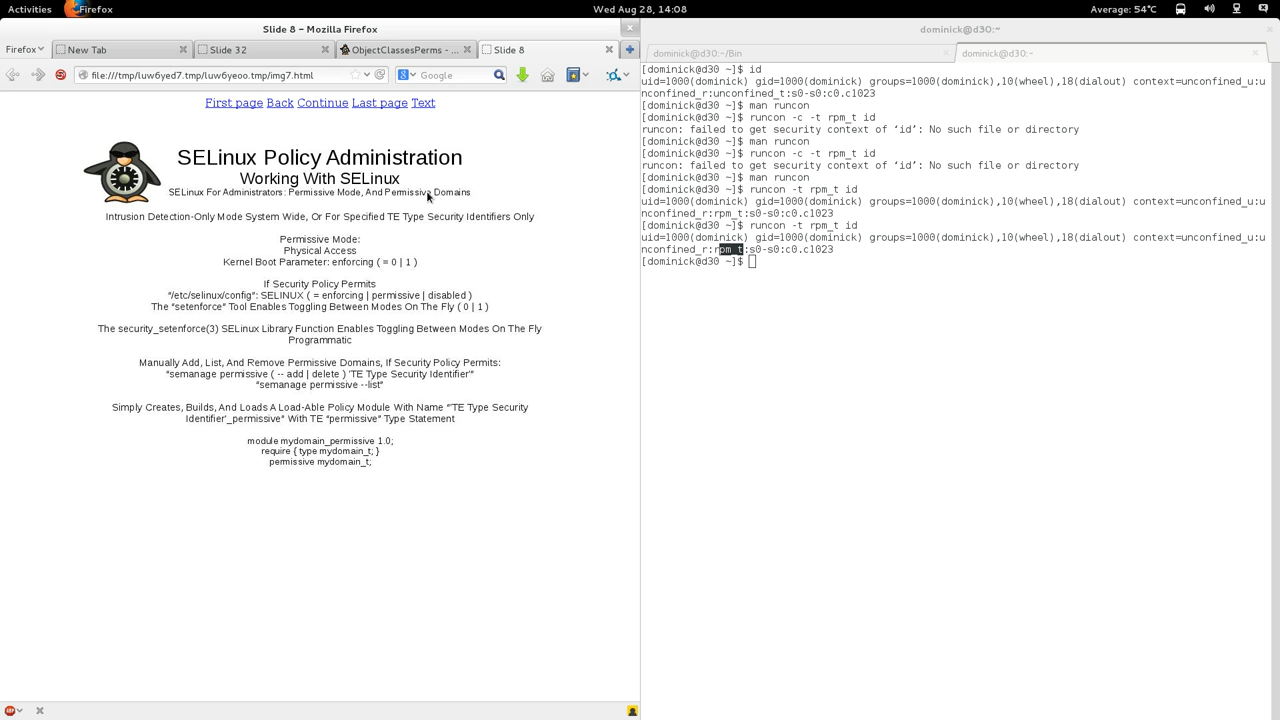 Activities
Firefox
Wed Aug 28, 14:08
Average: 54°C
Slide 8 - Mozilla Firefox
Firefox
New Tab
Slide 32
ObjectClassesPerms - ...
Slide 8
file:///tmp/luw6yed7.tmp/luw6yeoo.tmp/img7.html
Google
First page Back Continue Last page Text
SELinux Policy Administration
Working With SELinux
SELinux For Administrators: Permissive Mode, And Permissive Domains
Intrusion Detection-Only Mode System Wide, Or For Specified TE Type Security Identifiers Only
Permissive Mode:
Physical Access
Kernel Boot Parameter: enforcing ( = 0 | 1 )
If Security Policy Permits
"/etc/selinux/config": SELINUX ( = enforcing | permissive | disabled )
The "setenforce" Tool Enables Toggling Between Modes On The Fly ( 0 | 1 )
The security_setenforce(3) SELinux Library Function Enables Toggling Between Modes On The Fly
Programmatic
Manually Add, List, And Remove Permissive Domains, If Security Policy Permits:
"semanage permissive ( -- add | delete ) 'TE Type Security Identifier'"
"semanage permissive --list"
Simply Creates, Builds, And Loads A Load-Able Policy Module With Name "'TE Type Security
Identifier'_permissive" With TE "permissive" Type Statement
module mydomain_permissive 1.0;
require { type mydomain_t; }
permissive mydomain_t;
dominick@d30:~
dominick@d30:~/Bin
dominick@d30:~
[dominick@d30 ~]$ id
uid=1000(dominick) gid=1000(dominick) groups=1000(dominick),10(wheel),18(dialout) context=unconfined_u:u
nconfined_r:unconfined_t:s0-s0:c0.c1023
[dominick@d30 ~]$ man runcon
[dominick@d30 ~]$ runcon -c -t rpm_t id
runcon: failed to get security context of ‘id’: No such file or directory
[dominick@d30 ~]$ man runcon
[dominick@d30 ~]$ runcon -c -t rpm_t id
runcon: failed to get security context of ‘id’: No such file or directory
[dominick@d30 ~]$ man runcon
[dominick@d30 ~]$ runcon -t rpm_t id
uid=1000(dominick) gid=1000(dominick) groups=1000(dominick),10(wheel),18(dialout) context=unconfined_u:u
nconfined_r:rpm_t:s0-s0:c0.c1023
[dominick@d30 ~]$ runcon -t rpm_t id
uid=1000(dominick) gid=1000(dominick) groups=1000(dominick),10(wheel),18(dialout) context=unconfined_u:u
nconfined_r:rpm_t:s0-s0:c0.c1023
[dominick@d30 ~]$